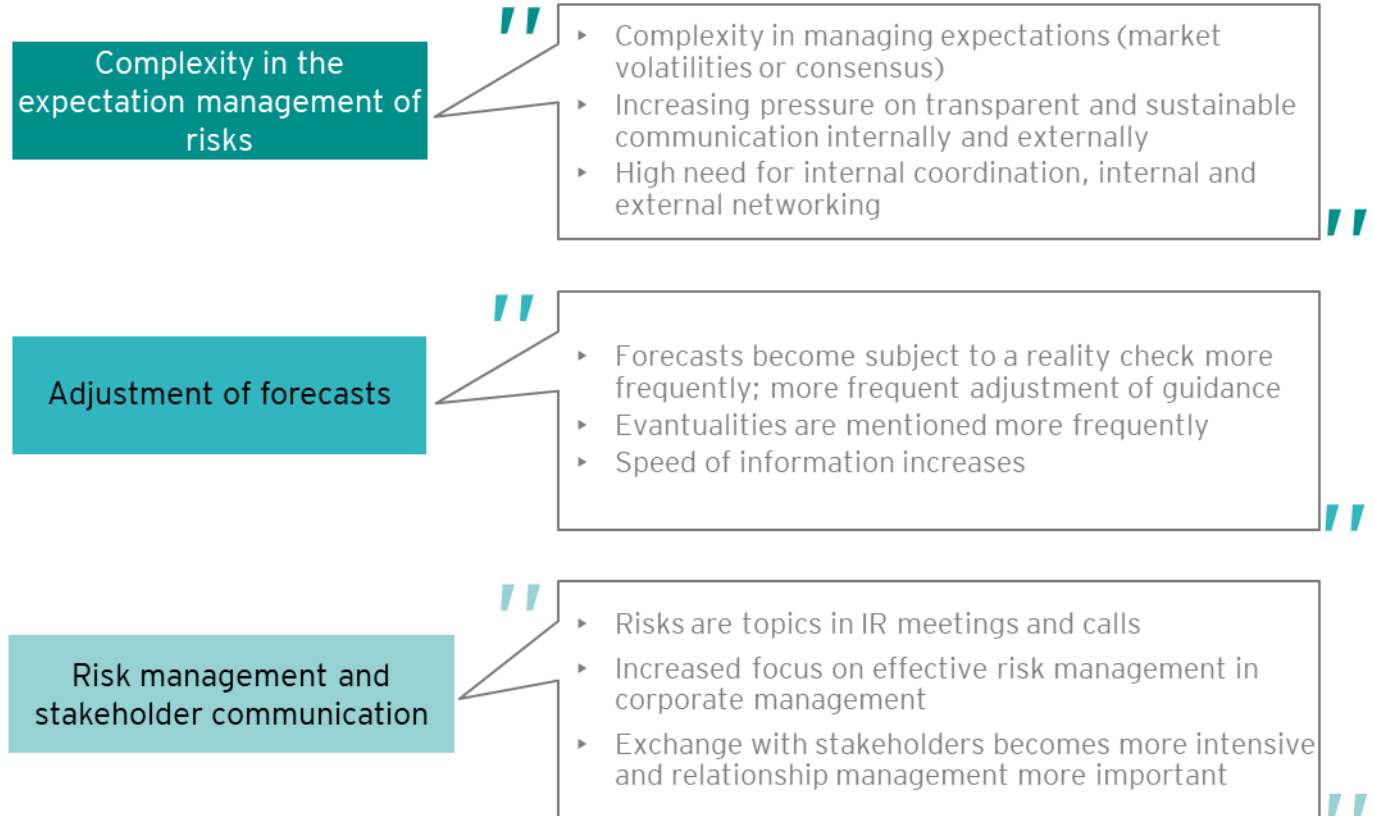 Complexity in the
expectation management of
risks
"
▸ Complexity in managing expectations (market
volatilities or consensus)
▸ Increasing pressure on transparent and sustainable
communication internally and externally
▸ High need for internal coordination, internal and
external networking
"
Adjustment of forecasts
"
▸ Forecasts become subject to a reality check more
frequently; more frequent adjustment of guidance
▸ Evantualities are mentioned more frequently
▸ Speed of information increases
"
Risk management and
stakeholder communication
"
▸ Risks are topics in IR meetings and calls
▸ Increased focus on effective risk management in
corporate management
▸ Exchange with stakeholders becomes more intensive
and relationship management more important
"